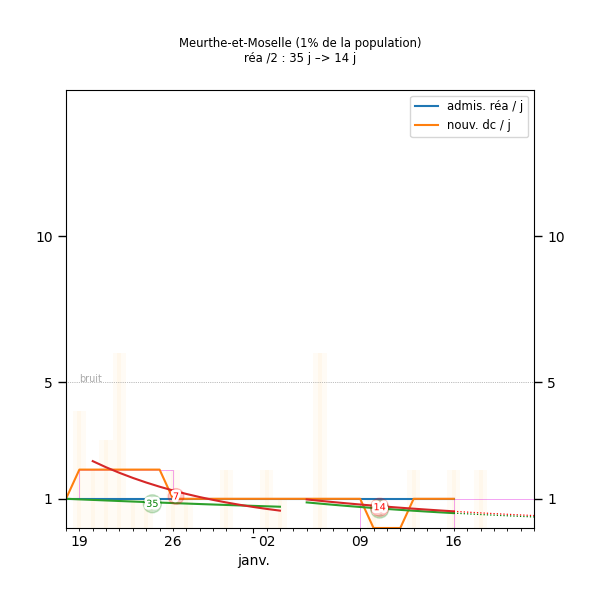 Meurthe-et-Moselle (1% de la population)
réa /2 : 35 j –> 14 j
admis. réa / j
nouv. dc / j
10
10
bruit
5
5
7
35
14
1
1
19
26
02
09
16
janv.